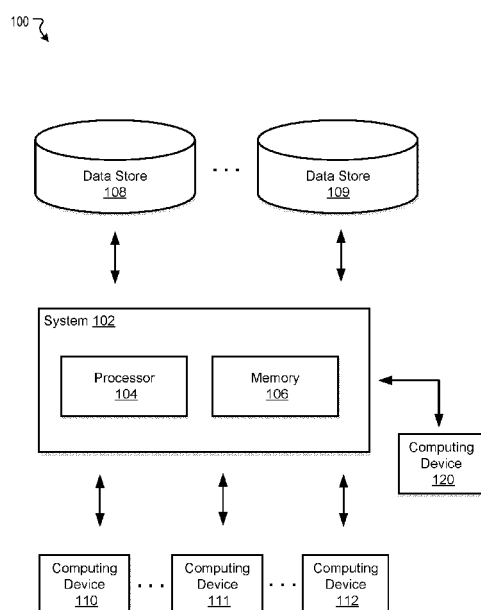 100
Data Store
108
. . .
Data Store
109
System 102
Processor
104
Memory
106
Computing
Device
120
Computing
Device
110
. . .
Computing
Device
111
. . .
Computing
Device
112